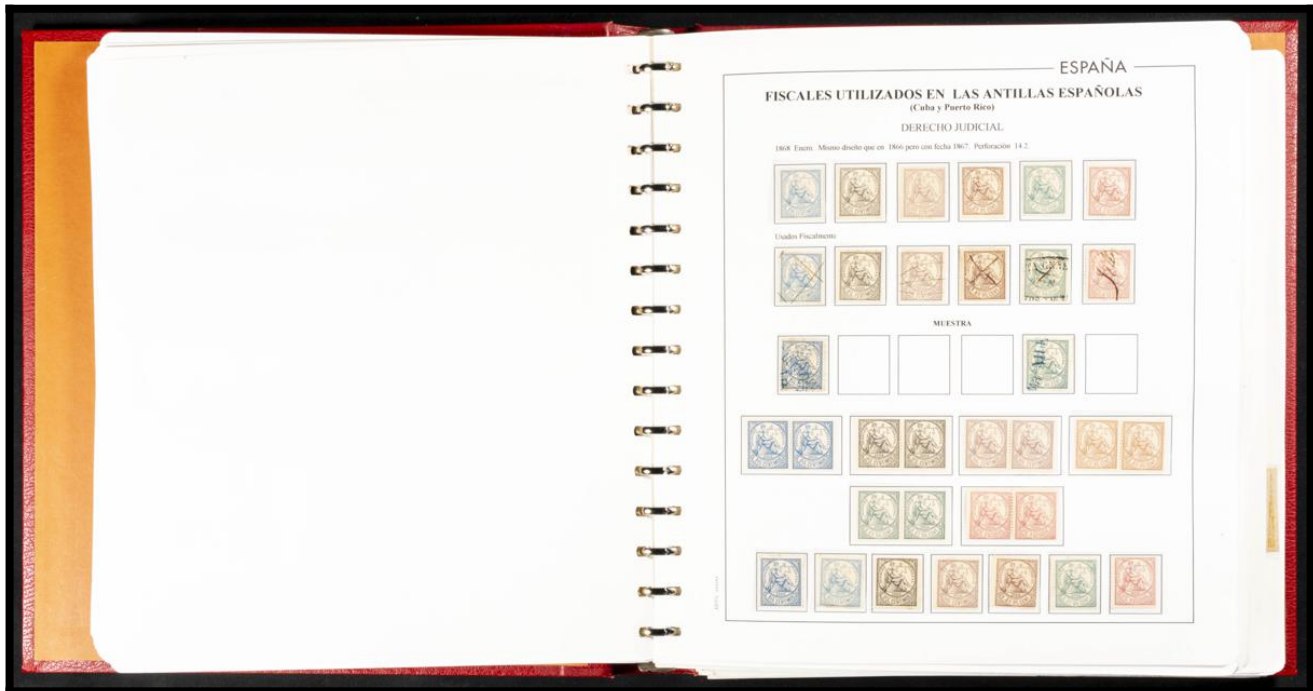 ESPAÑA
FISCALES UTILIZADOS EN LAS ANTILLAS ESPAÑOLAS
(Cuba y Puerto Rico)
DERECHO JUDICIAL
1868 Enero. Mismo diseño que en 1866 pero con fecha 1867. Perforación 14 2.
Usados Fiscalmente
MUESTRA